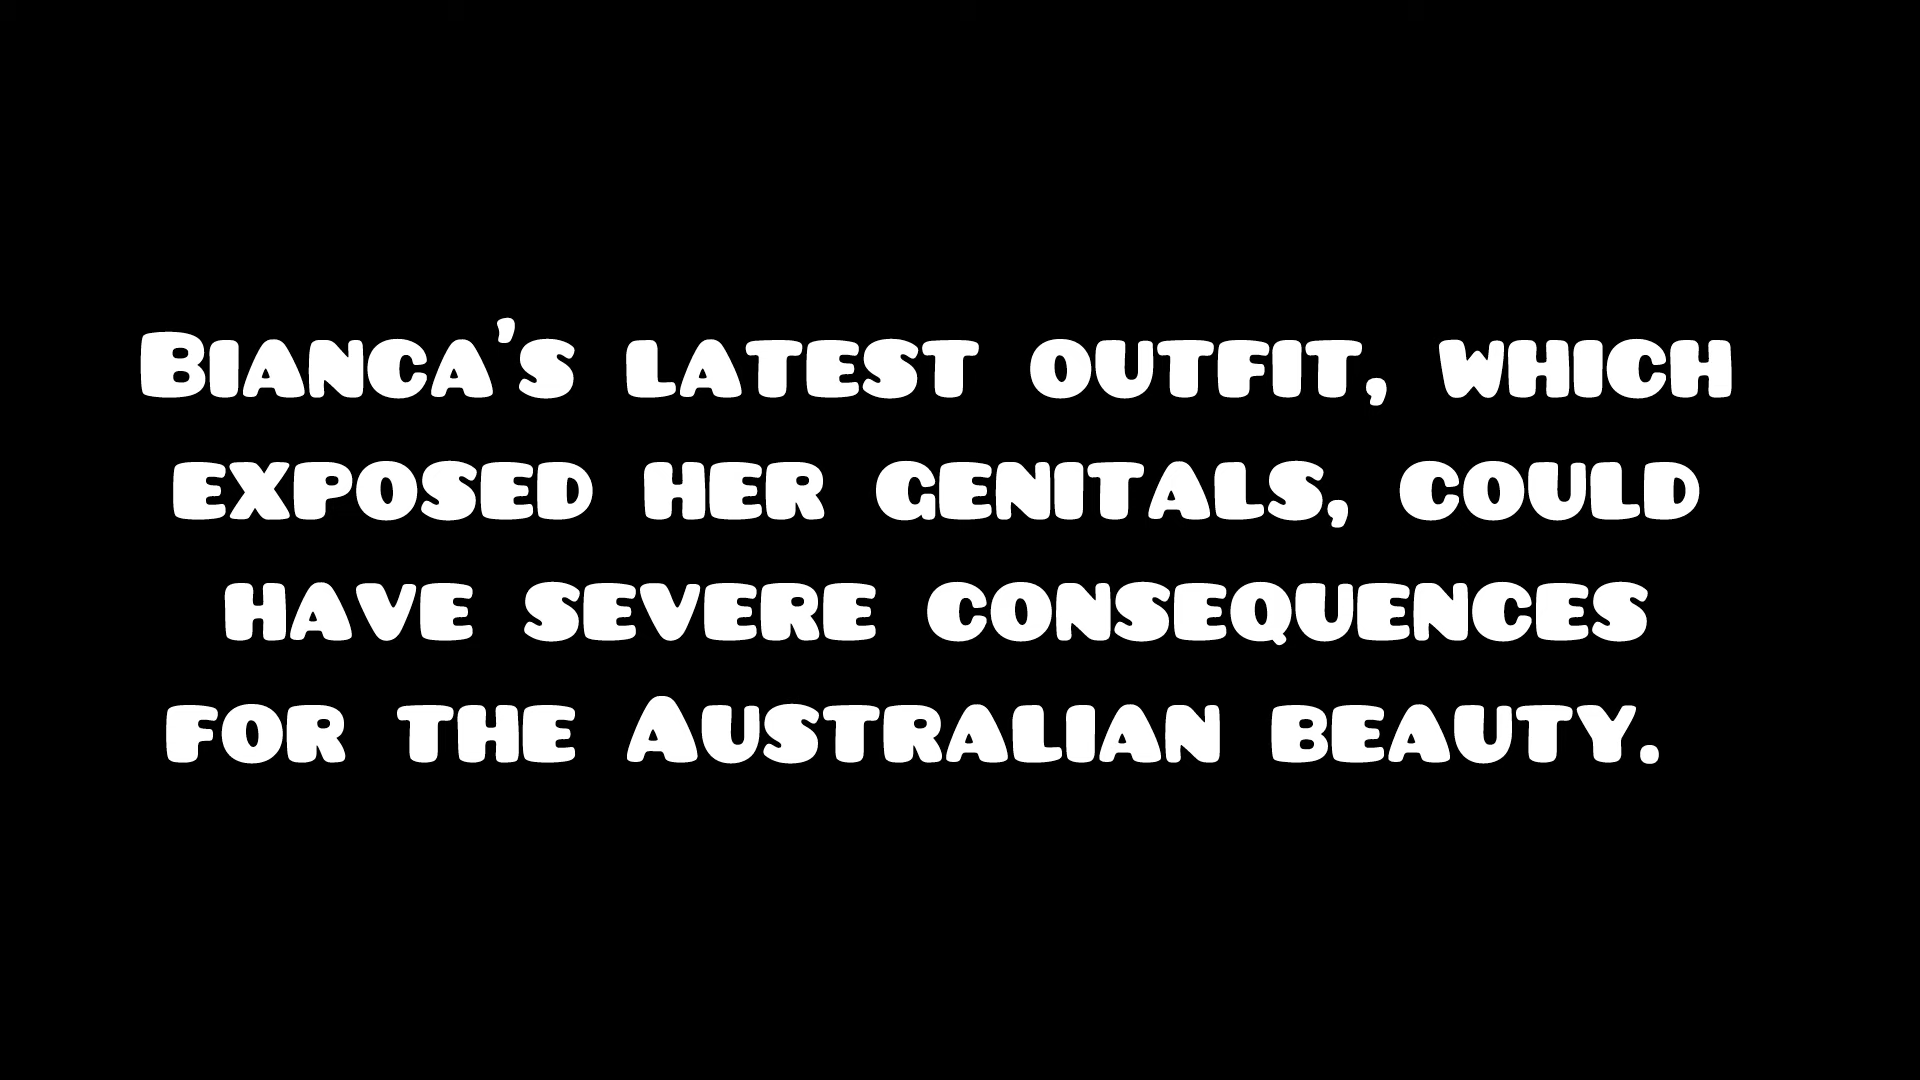 Bianca's latest outfit, which
exposed her genitals, could
have severe consequences
for the Australian beauty.